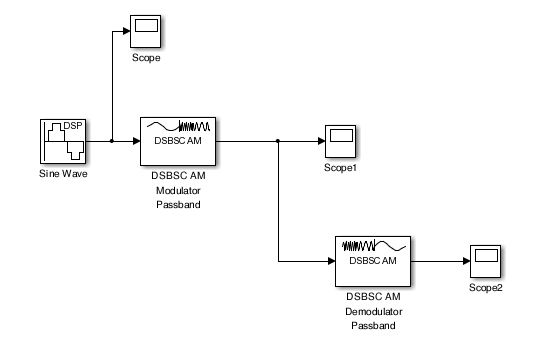 Scope
DSP
Sine Wave
DSBSC AM
DSBSC AM
Modulator
Passband
Scope1
DSBSC AM
DSBSC AM
Demodulator
Passband
Scope2